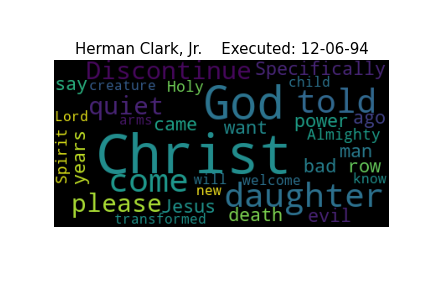 Herman Clark, Jr. Executed: 12-06-94
Discontinue Specifically
say creature Holy God child
quiet told
Lord arms came want power ago
Almighty
Spirit years Christ man
bad row
come will welcome know
new daughter
please Jesus
transformed death evil